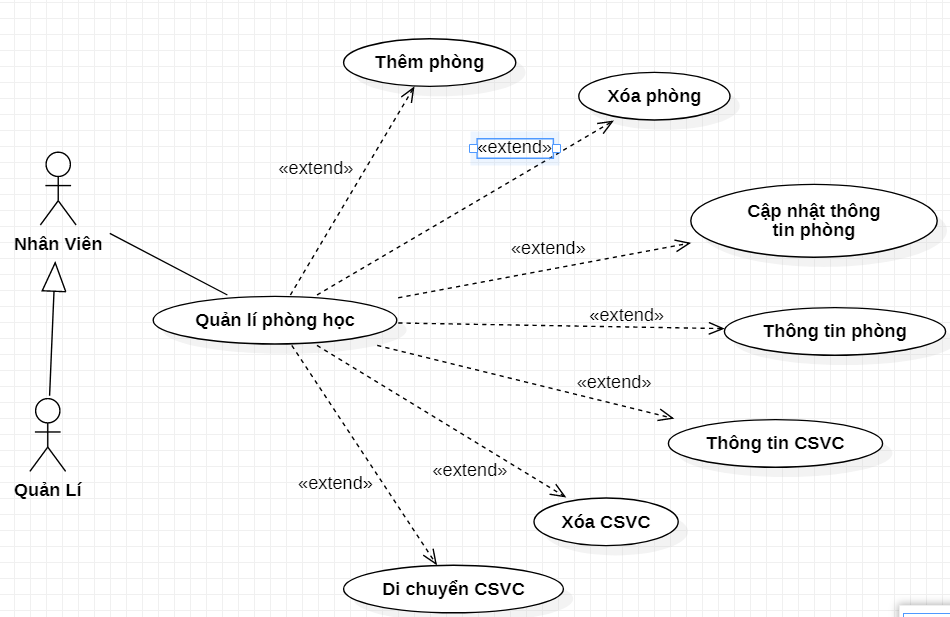 Thêm phòng
Xóa phòng
«extend»
«extend»
Cập nhật thông
tin phòng
Nhân Viên
«extend»
Quản lí phòng học
«extend»
Thông tin phòng
«extend»
Thông tin CSVC
«extend»
«extend»
Quản Lí
Xóa CSVC
Di chuyển CSVC